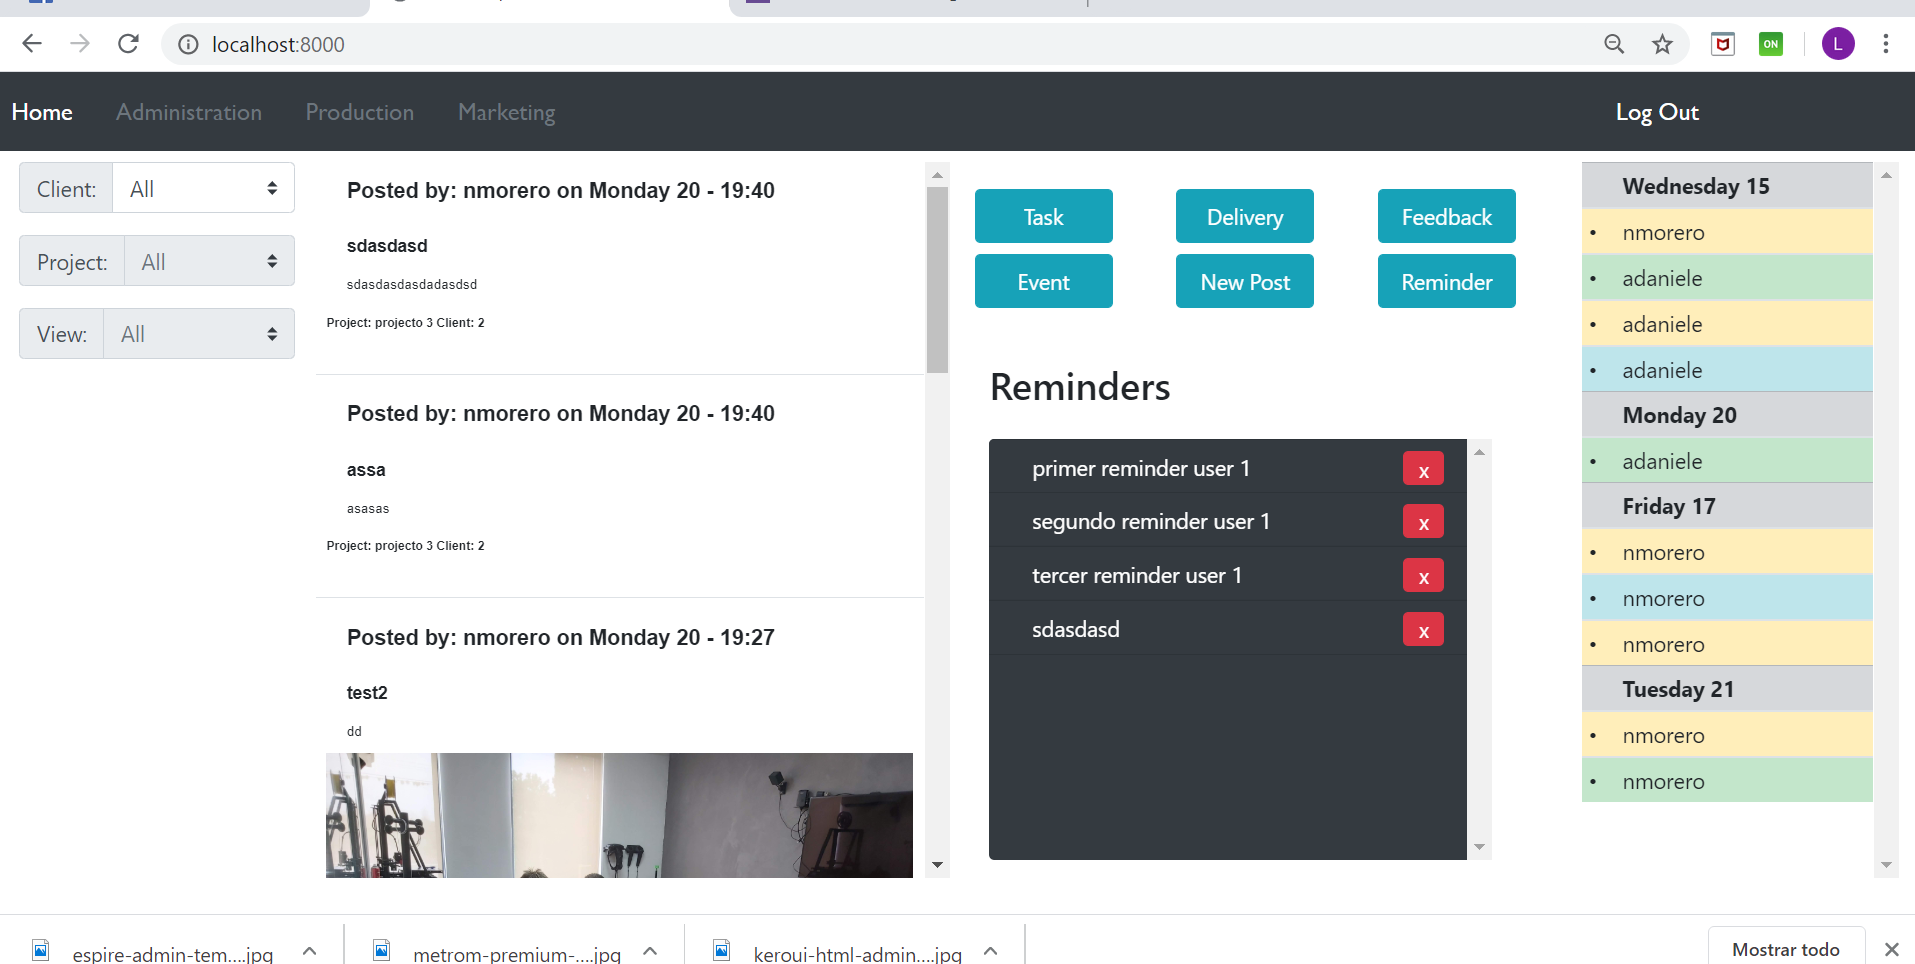 localhost:8000
ON
L
Home Administration Production Marketing Log Out
Client: All
Project: All
View: All
Posted by: nmorero on Monday 20 - 19:40
sdasdasd
sdasdasdasdadasdsd
Project: projecto 3 Client: 2
Posted by: nmorero on Monday 20 - 19:40
assa
asasas
Project: projecto 3 Client: 2
Posted by: nmorero on Monday 20 - 19:27
test2
dd
Task Delivery Feedback
Event New Post Reminder
Reminders
primer reminder user 1 x
segundo reminder user 1 x
tercer reminder user 1 x
sdasdasd x
Wednesday 15
• nmorero
• adaniele
• adaniele
• adaniele
Monday 20
• adaniele
Friday 17
• nmorero
• nmorero
• nmorero
Tuesday 21
• nmorero
• nmorero
espire-admin-tem....jpg metrom-premium-....jpg keroui-html-admin....jpg Mostrar todo